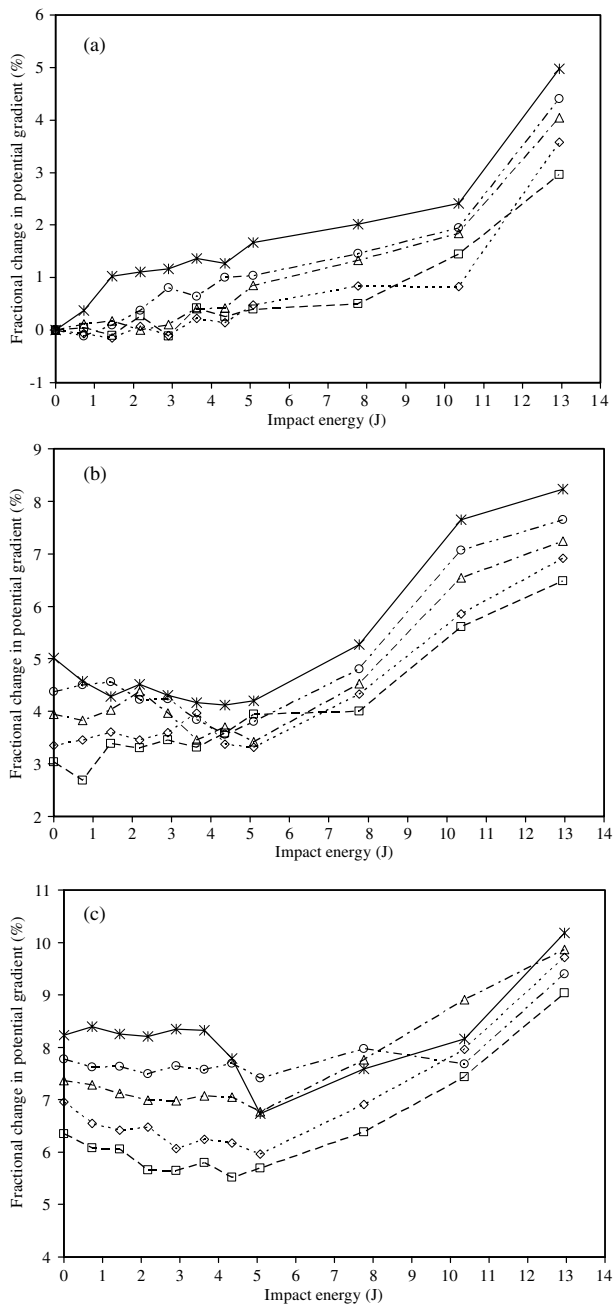 (a)
Fractional change in potential gradient (%)
6
5
4
3
2
1
0
-1
0 1 2 3 4 5 6 7 8 9 10 11 12 13 14
Impact energy (J)
(b)
Fractional change in potential gradient (%)
9
8
7
6
5
4
3
2
0 1 2 3 4 5 6 7 8 9 10 11 12 13 14
Impact energy (J)
(c)
Fractional change in potential gradient (%)
11
10
9
8
7
6
5
4
0 1 2 3 4 5 6 7 8 9 10 11 12 13 14
Impact energy (J)